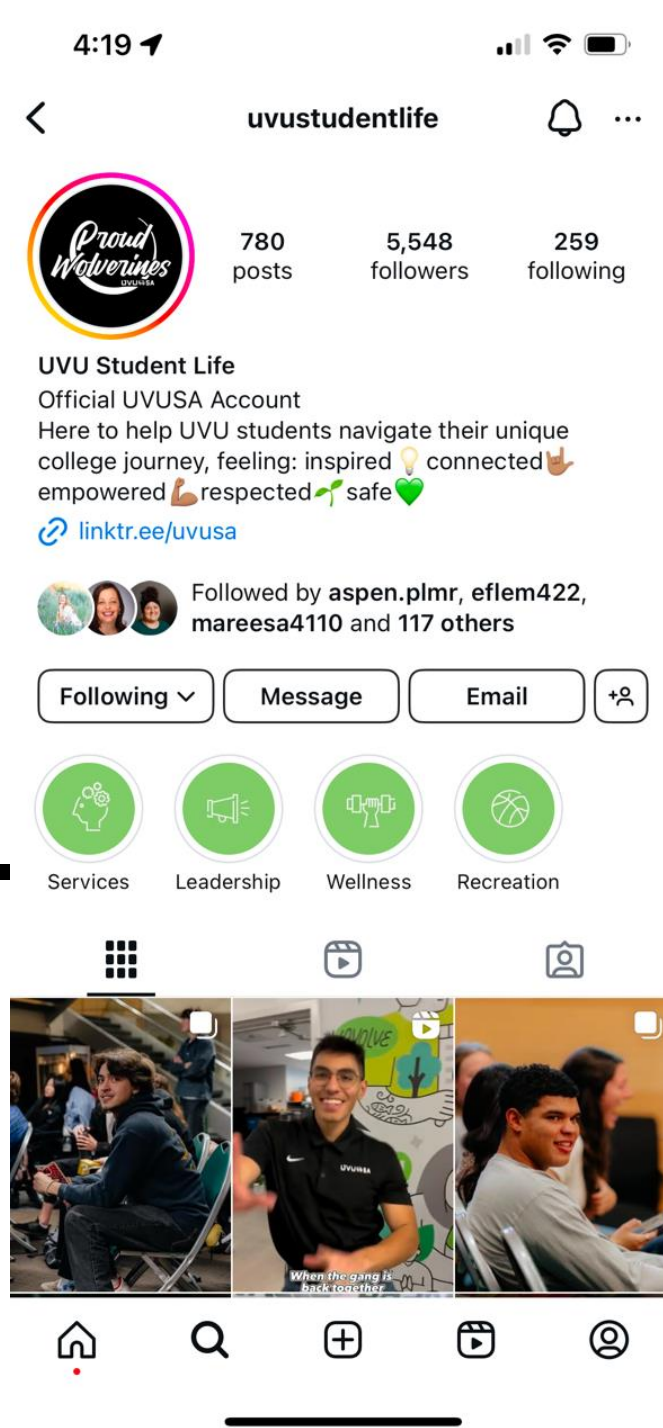 4:19
uvustudentlife
Proud
Wolverines
UVUSA
780
posts
5,548
followers
259
following
UVU Student Life
Official UVUSA Account
Here to help UVU students navigate their unique
college journey, feeling: inspired💡connected🤟🏽
empowered💪🏽respected🌱safe💚
linktr.ee/uvusa
Followed by aspen.plmr, eflem422,
mareesa4110 and 117 others
Following
Message
Email
Services
Leadership
Wellness
Recreation
UVUSA
When the gang is
back together